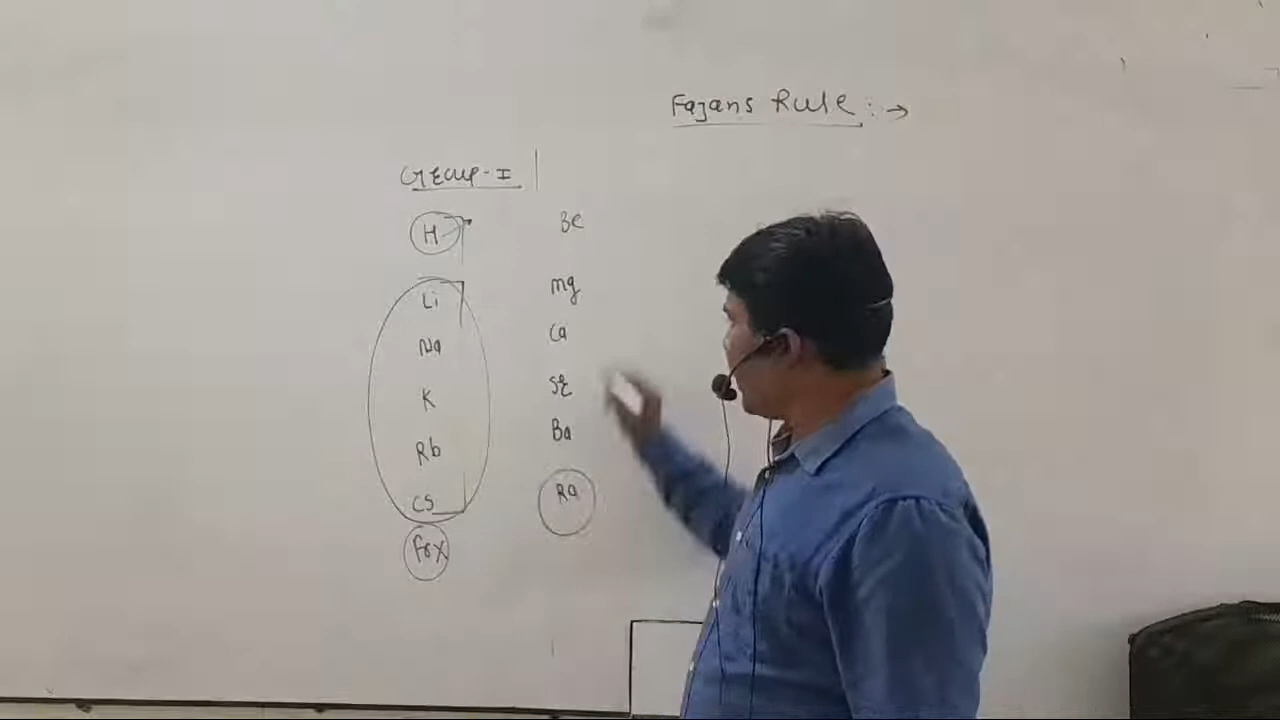 Fajans Rule :→
Group-I
H Be
Li mg
Na Ca
K Sr
Rb Ba
Cs Ra
Fr x